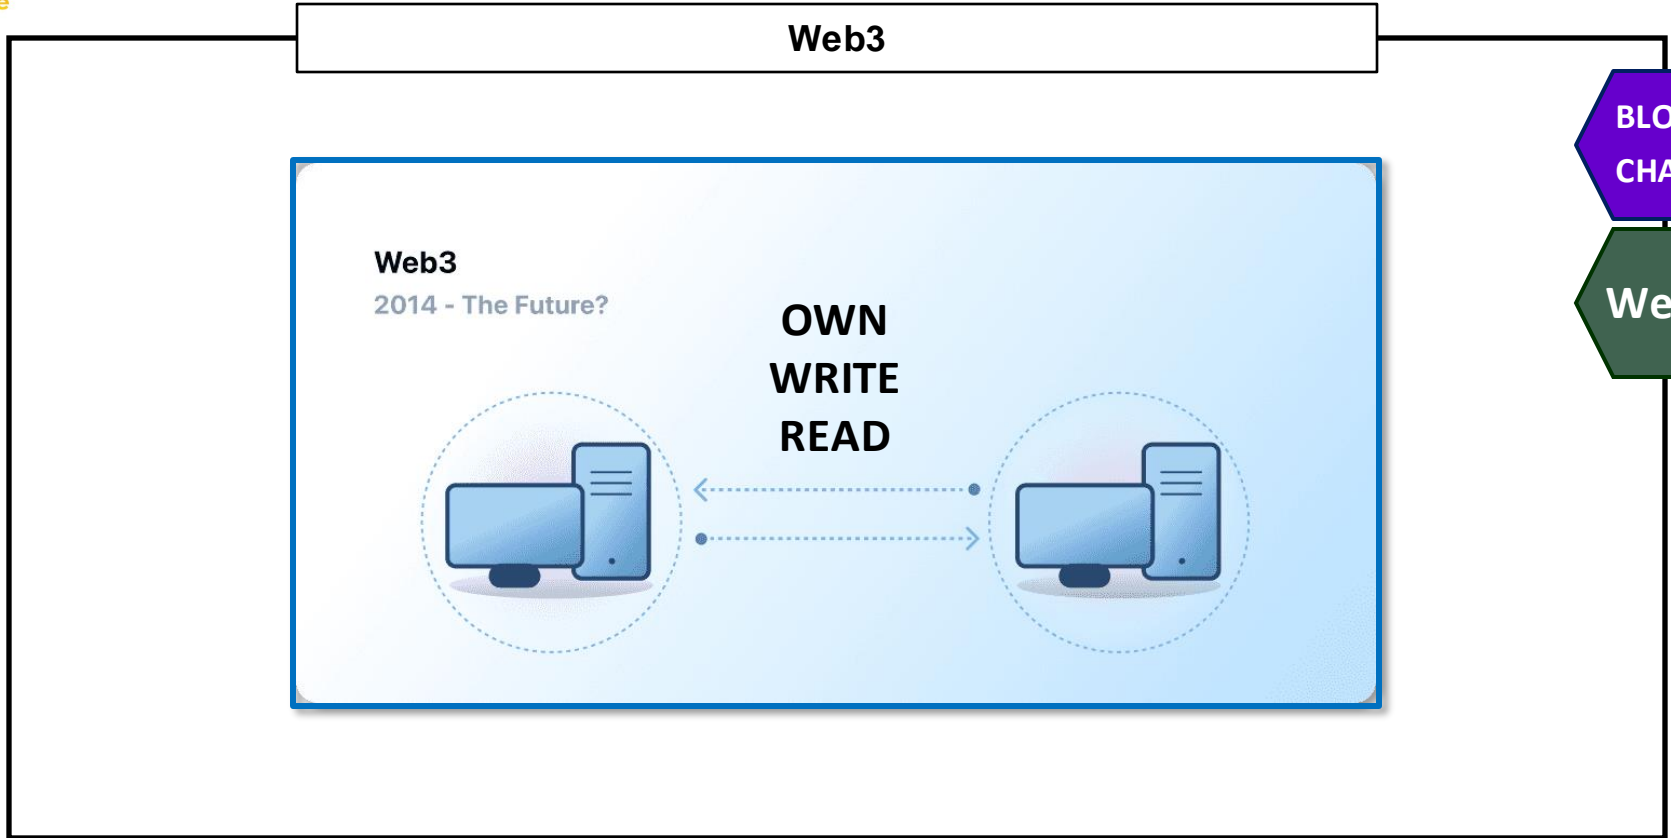 Web3
BLO
CHA
We
Web3
2014 - The Future?
OWN
WRITE
READ